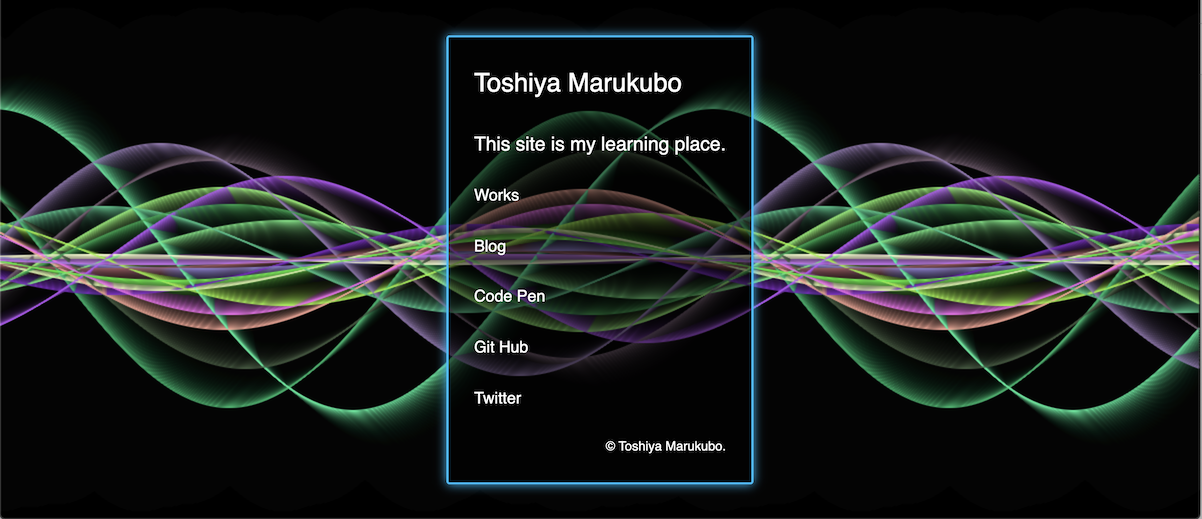 Toshiya Marukubo
This site is my learning place.
Works
Blog
Code Pen
Git Hub
Twitter
© Toshiya Marukubo.